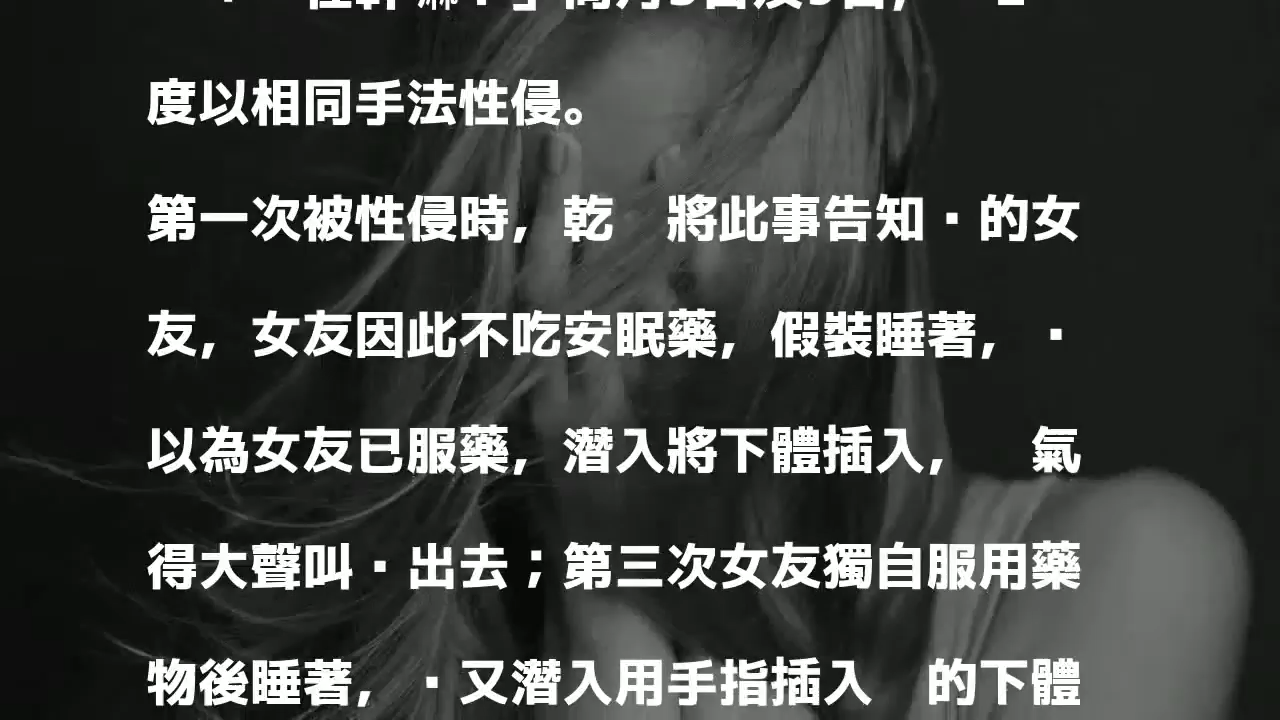 度以相同手法性侵。
第一次被性侵時，乾　將此事告知·的女
友，女友因此不吃安眠藥，假裝睡著，·
以為女友已服藥，潛入將下體插入，　氣
得大聲叫·出去；第三次女友獨自服用藥
物後睡著，·又潛入用手指插入　的下體